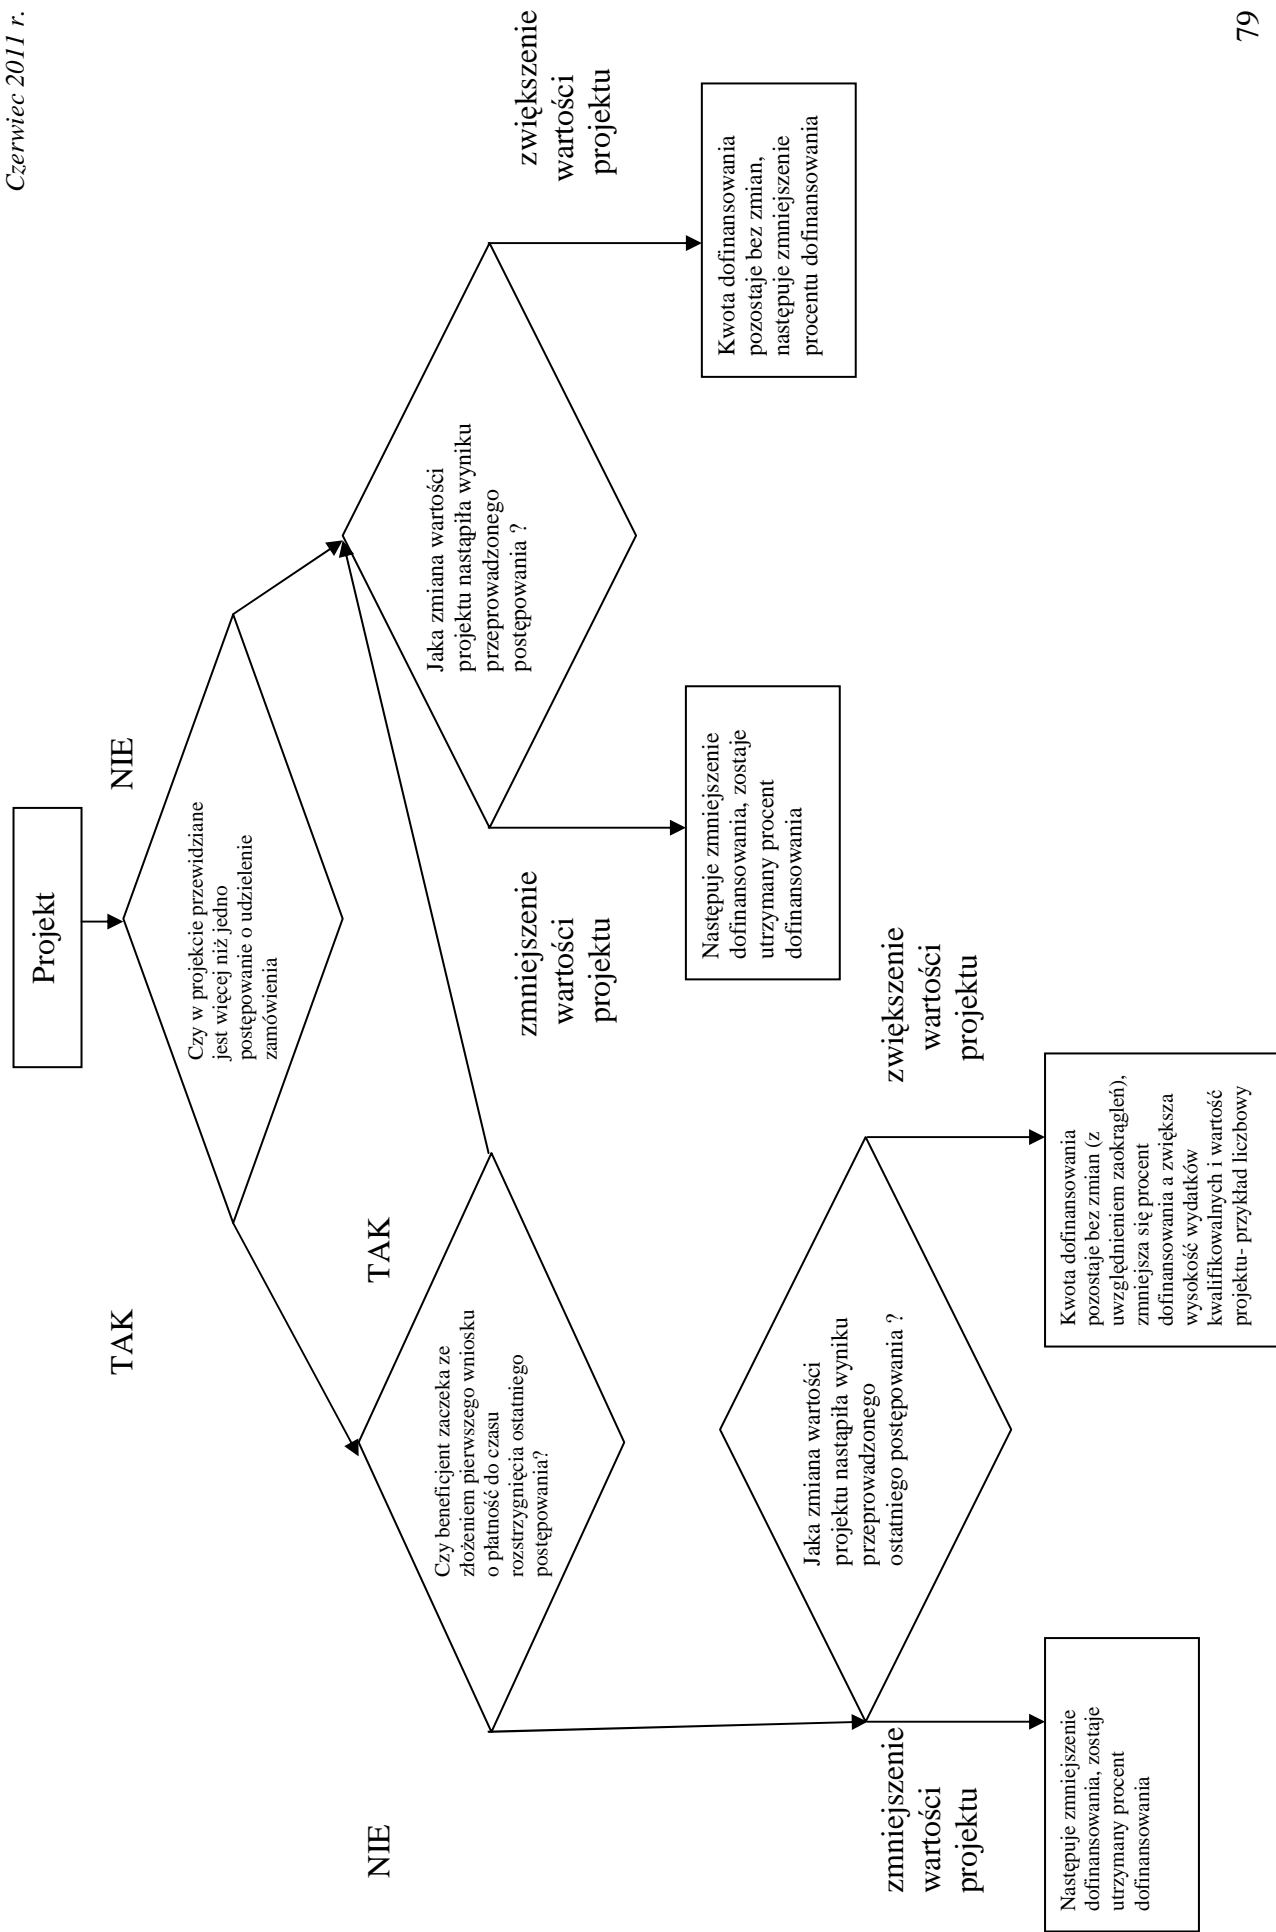 Czerwiec 2011 r.
Projekt
TAK
NIE
Czy w projekcie przewidziane
jest więcej niż jedno
postępowanie o udzielenie
zamówienia
NIE
TAK
Czy beneficjent zaczeka ze
złożeniem pierwszego wniosku
o płatność do czasu
rozstrzygnięcia ostatniego
postępowania?
Jaka zmiana wartości
projektu nastąpiła wyniku
przeprowadzonego
postępowania ?
zmniejszenie
wartości
projektu
zwiększenie
wartości
projektu
Następuje zmniejszenie
dofinansowania, zostaje
utrzymany procent
dofinansowania
Kwota dofinansowania
pozostaje bez zmian,
następuje zmniejszenie
procentu dofinansowania
Jaka zmiana wartości
projektu nastąpiła wyniku
przeprowadzonego
ostatniego postępowania ?
zmniejszenie
wartości
projektu
zwiększenie
wartości
projektu
Następuje zmniejszenie
dofinansowania, zostaje
utrzymany procent
dofinansowania
Kwota dofinansowania
pozostaje bez zmian (z
uwzględnieniem zaokrągleń),
zmniejsza się procent
dofinansowania a zwiększa
wysokość wydatków
kwalifikowalnych i wartość
projektu- przykład liczbowy
79